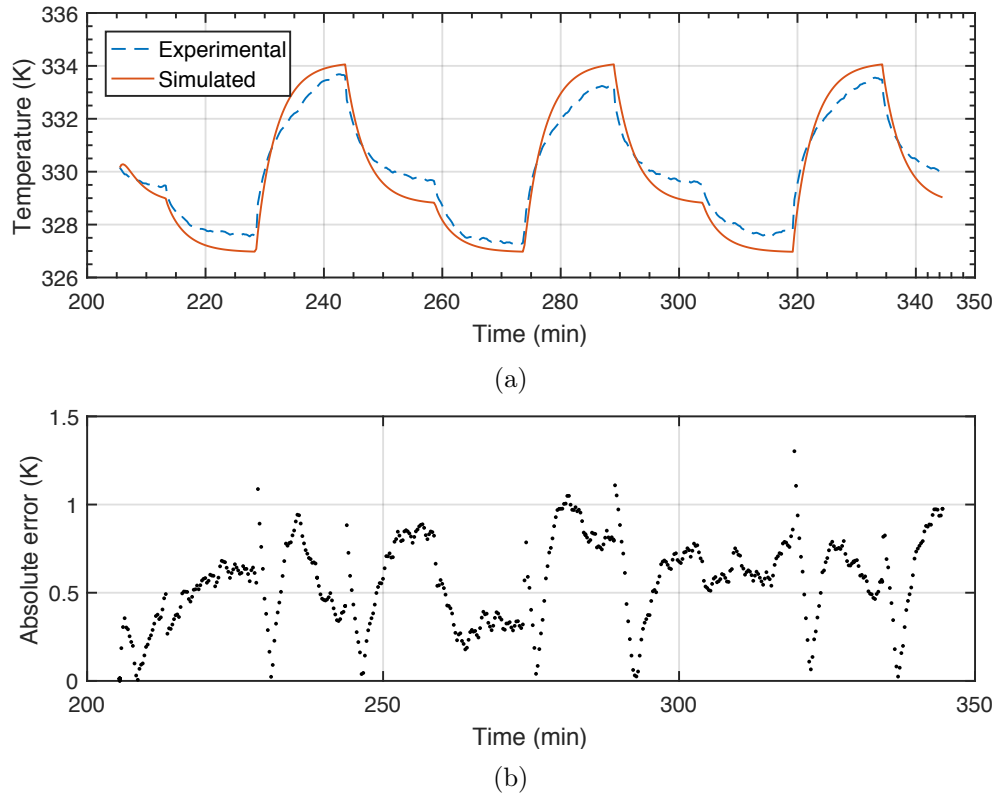 336
334
332
330
328
326
Temperature (K)
Experimental
Simulated
200 220 240 260 280 300 320 340 350
Time (min)
(a)
1.5
1
0.5
0
Absolute error (K)
200 250 300 350
Time (min)
(b)